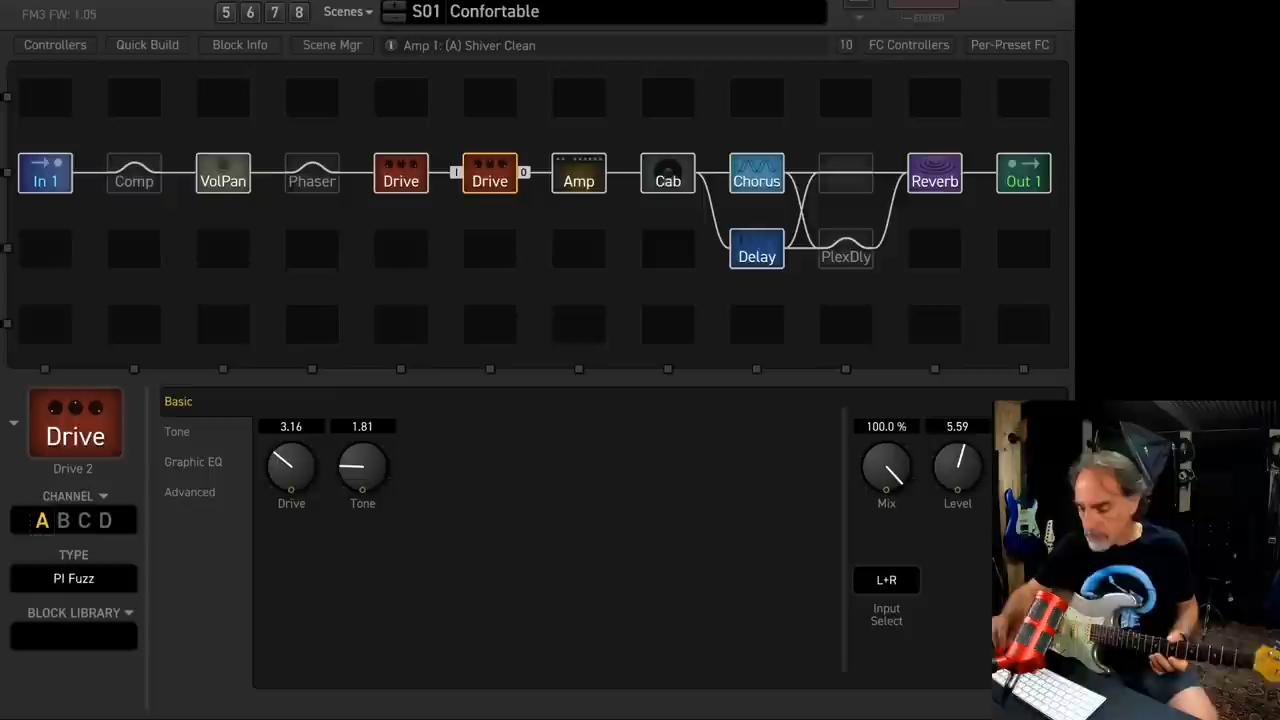 FM3 FW: 1.05
5 6 7 8 Scenes S01 Confortable
EDITED
Controllers Quick Build Block Info Scene Mgr Amp 1: (A) Shiver Clean 10 FC Controllers Per-Preset FC
In 1 Comp VolPan Phaser Drive I Drive O Amp Cab Chorus Reverb Out 1
Delay PlexDly
Drive
Drive 2
CHANNEL
A B C D
TYPE
PI Fuzz
BLOCK LIBRARY
Basic
Tone
Graphic EQ
Advanced
3.16 1.81 100.0 % 5.59
Drive Tone Mix Level
L+R
Input
Select